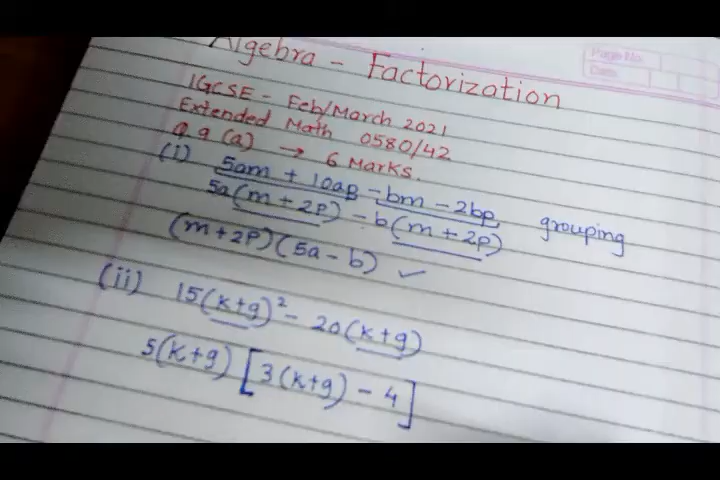 Algebra - Factorization
Page No.
Date
IGCSE - Feb/March 2021
Extended Math 0580/42
Q 9 (a) → 6 Marks.
(i) 5am + 10ap - bm - 2bp, grouping
5a(m + 2p) - b(m + 2p)
(m+2p)(5a - b) ✓
(ii) 15(k+g)² - 20(k+g)
5(k+g) [3(k+g) - 4]